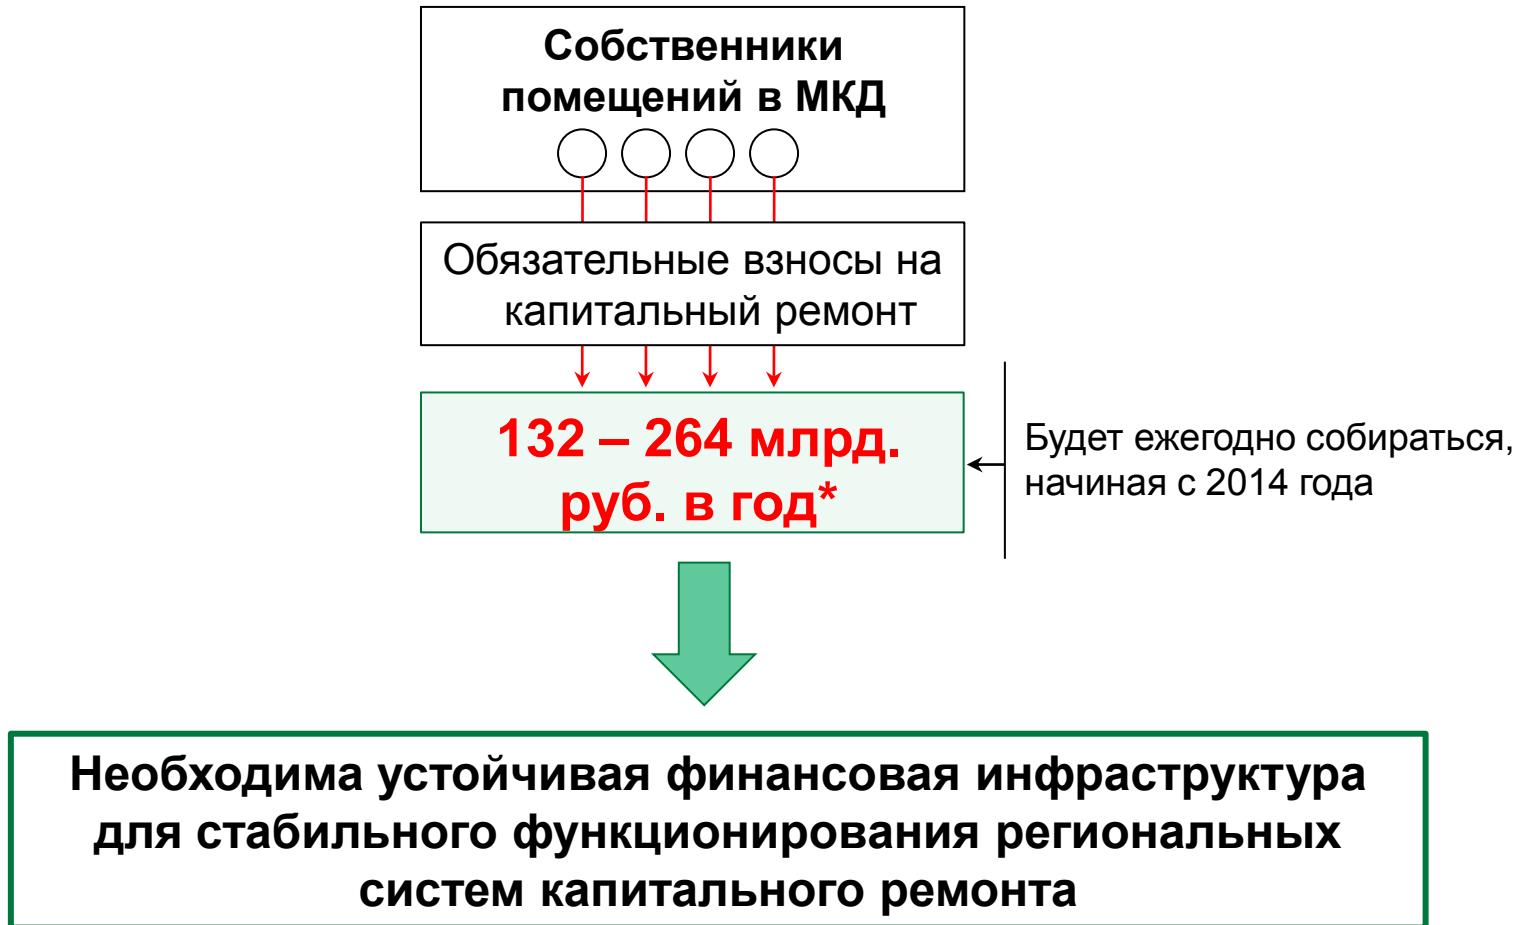 Собственники
помещений в МКД
Обязательные взносы на
капитальный ремонт
132 – 264 млрд.
руб. в год*
Будет ежегодно собираться,
начиная с 2014 года
Необходима устойчивая финансовая инфраструктура
для стабильного функционирования региональных
систем капитального ремонта